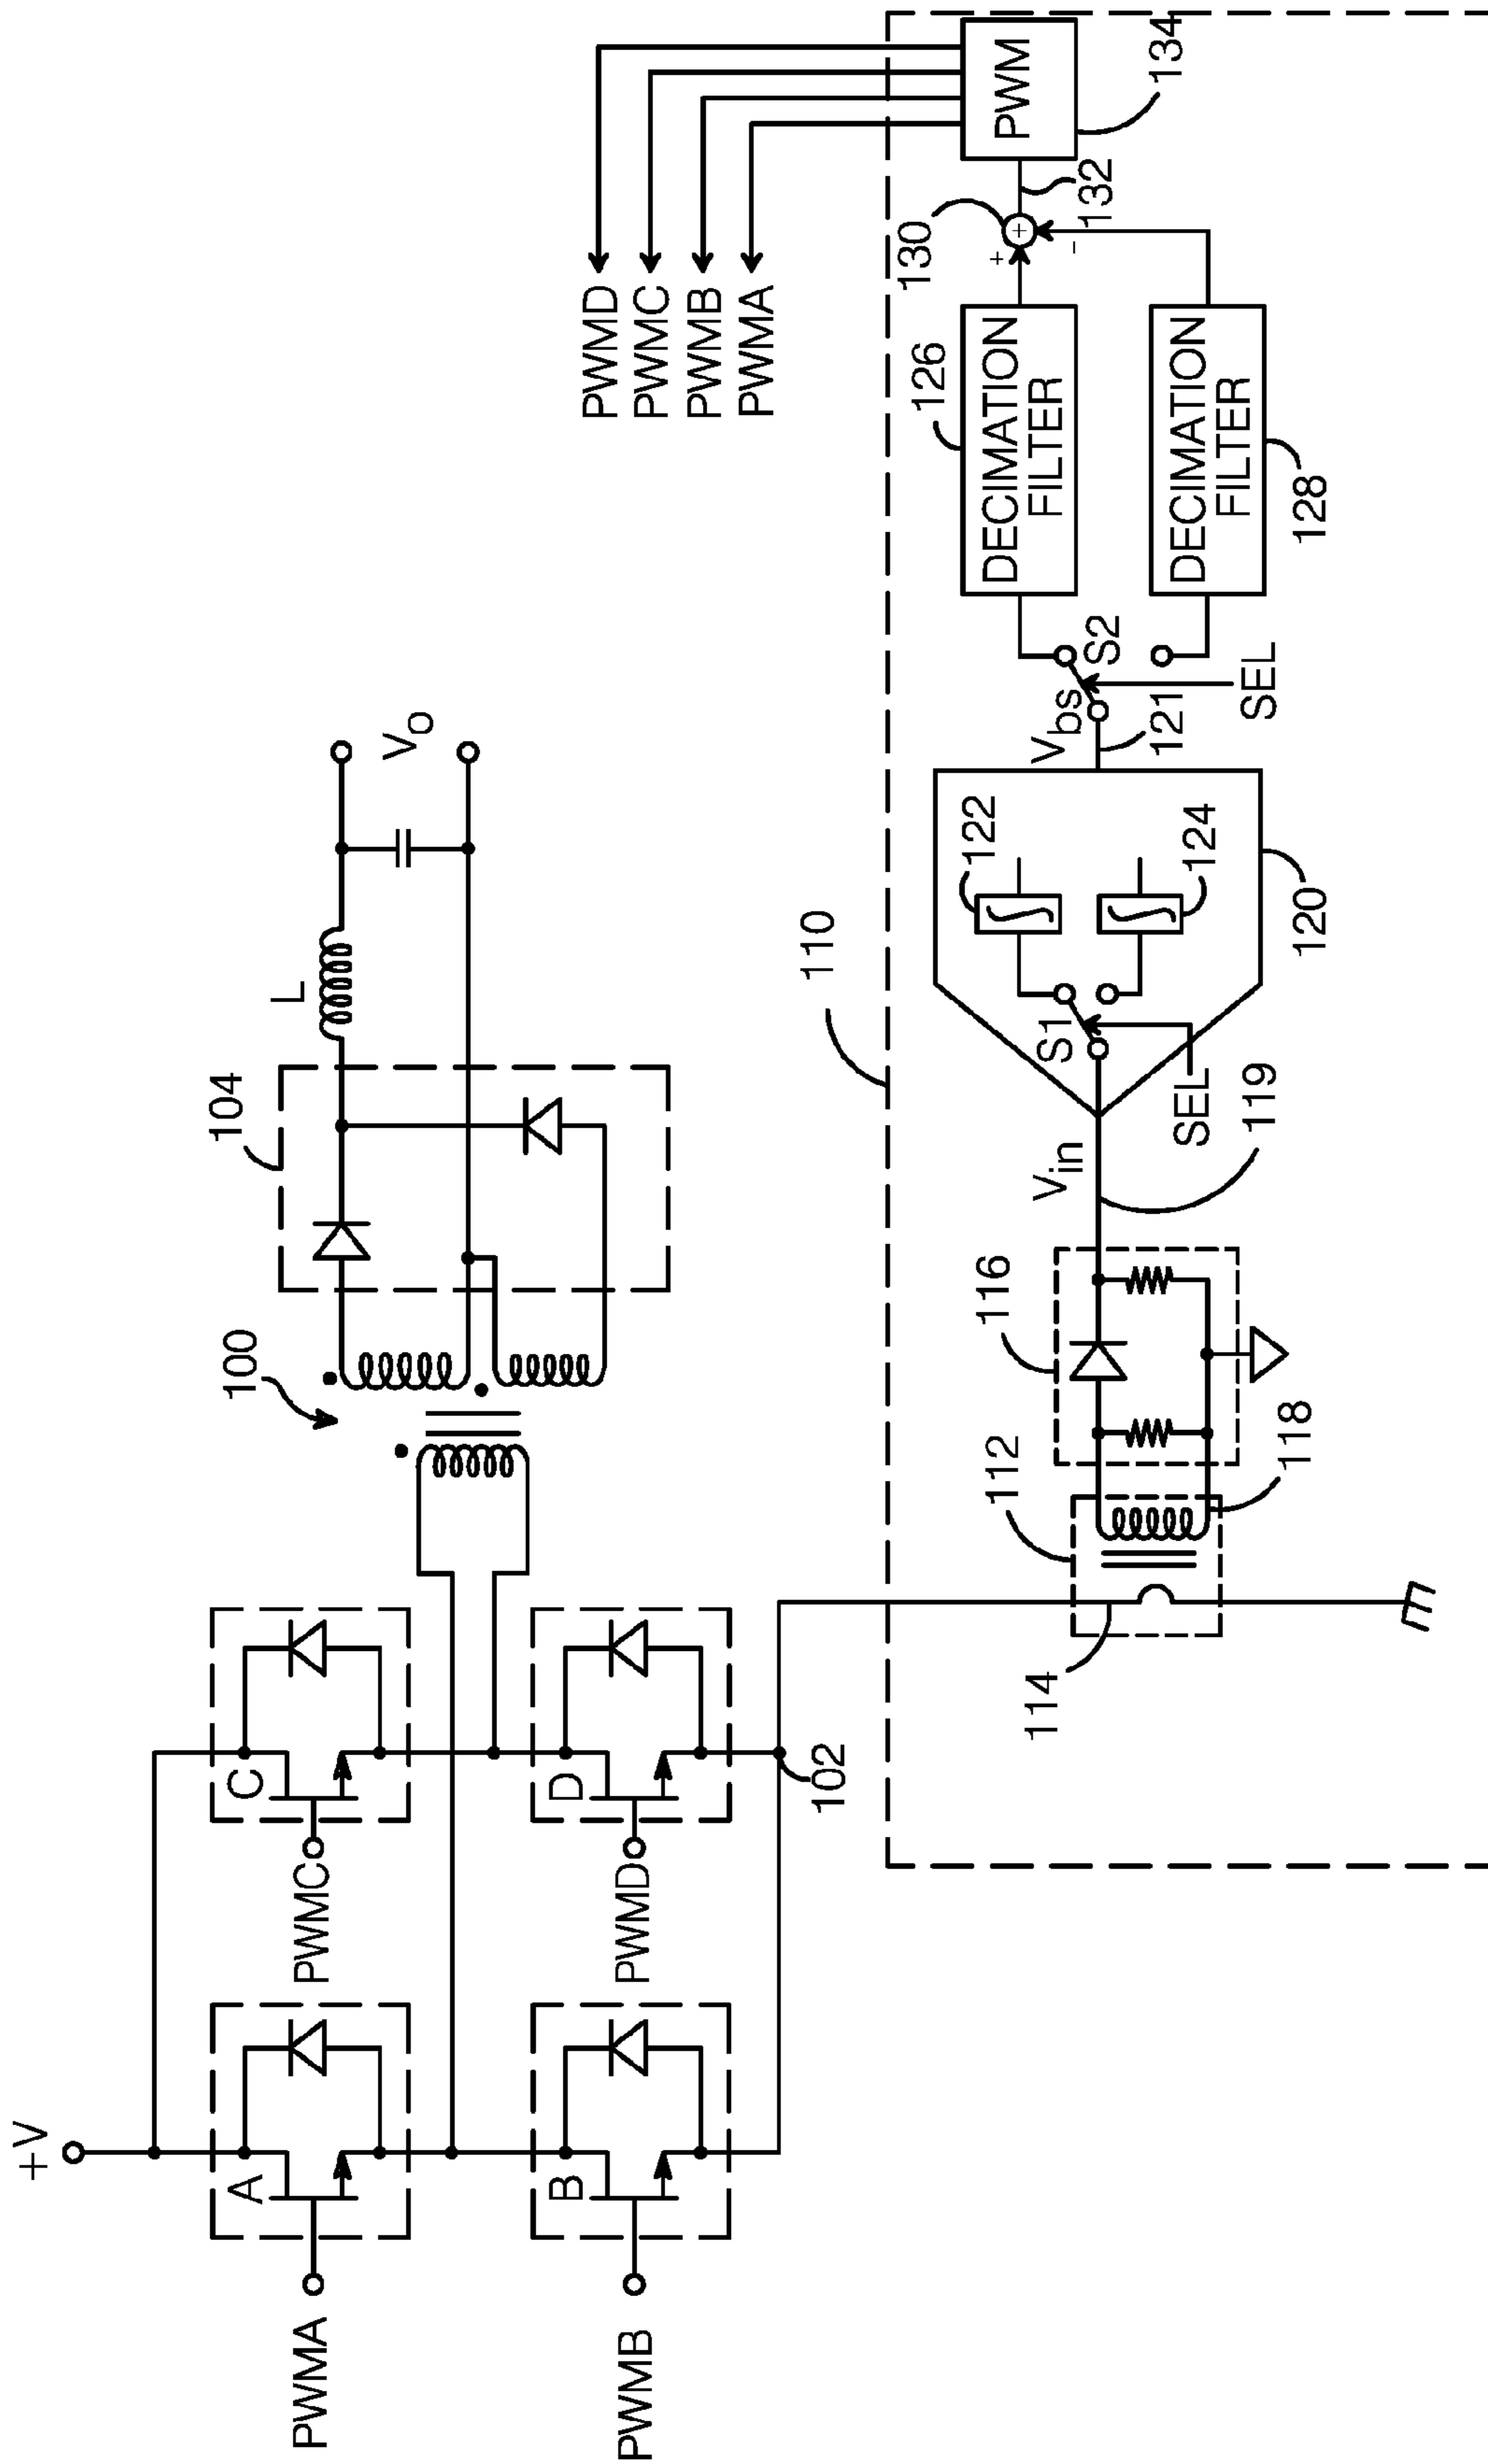 +V
PWMA
A
PWMC
C
PWMB
B
PWMD
D
102
100
104
L
Vo
PWMD
PWMC
PWMB
PWMA
110
112
114
116
118
Vin
119
SEL
S1
122
124
120
Vbs
121
S2
SEL
126
DECIMATION
FILTER
DECIMATION
FILTER
128
130
+
+
-
132
PWM
134